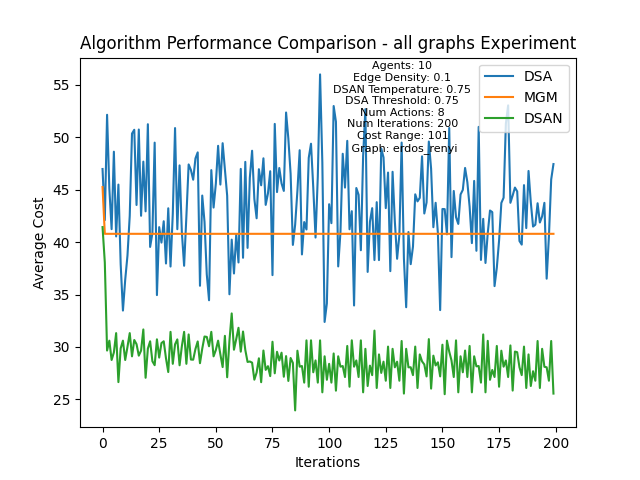 Algorithm Performance Comparison - all graphs Experiment
Agents: 10
Edge Density: 0.1
DSAN Temperature: 0.75
DSA Threshold: 0.75
Num Actions: 8
Num Iterations: 200
Cost Range: 101
Graph: erdos_renyi
DSA
MGM
DSAN
55
50
45
40
35
30
25
Average Cost
0 25 50 75 100 125 150 175 200
Iterations